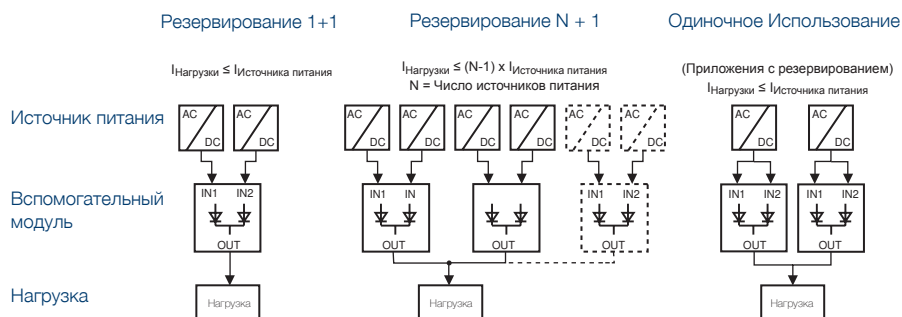 Резервирование 1+1
Резервирование N + 1
Одиночное Использование
IНагрузки ≤ IИсточника питания
IНагрузки ≤ (N-1) x IИсточника питания
N = Число источников питания
(Приложения с резервированием)
IНагрузки ≤ IИсточника питания
Источник питания
AC DC AC DC AC DC AC DC AC DC AC DC AC DC AC DC AC DC AC DC
Вспомогательный
модуль
IN1 IN2 IN1 IN IN1 IN2 IN1 IN2 IN1 IN2
OUT OUT OUT OUT OUT OUT
Нагрузка
Нагрузка Нагрузка Нагрузка